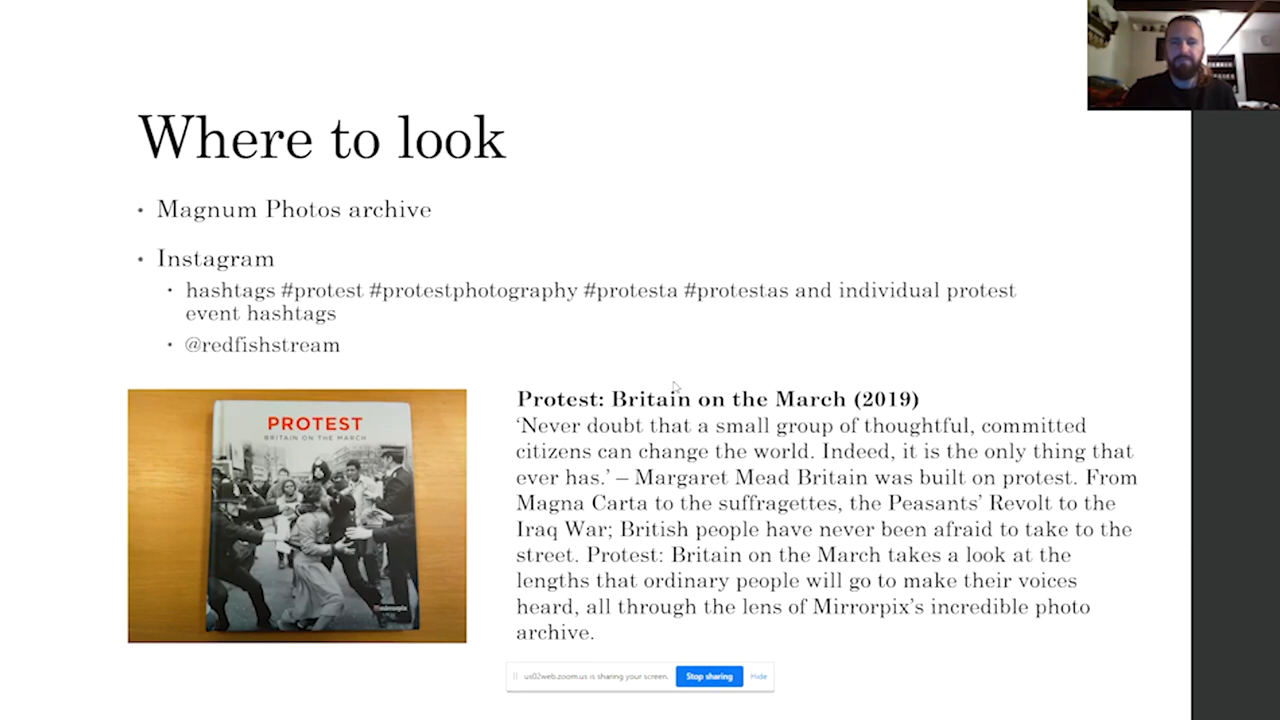 Where to look
• Magnum Photos archive
• Instagram
• hashtags #protest #protestphotography #protesta #protestas and individual protest
event hashtags
• @redfishstream
PROTEST
BRITAIN ON THE MARCH
mirrorpix
Protest: Britain on the March (2019)
‘Never doubt that a small group of thoughtful, committed
citizens can change the world. Indeed, it is the only thing that
ever has.’ – Margaret Mead Britain was built on protest. From
Magna Carta to the suffragettes, the Peasants’ Revolt to the
Iraq War; British people have never been afraid to take to the
street. Protest: Britain on the March takes a look at the
lengths that ordinary people will go to make their voices
heard, all through the lens of Mirrorpix’s incredible photo
archive.
us02web.zoom.us is sharing your screen.
Stop sharing
Hide